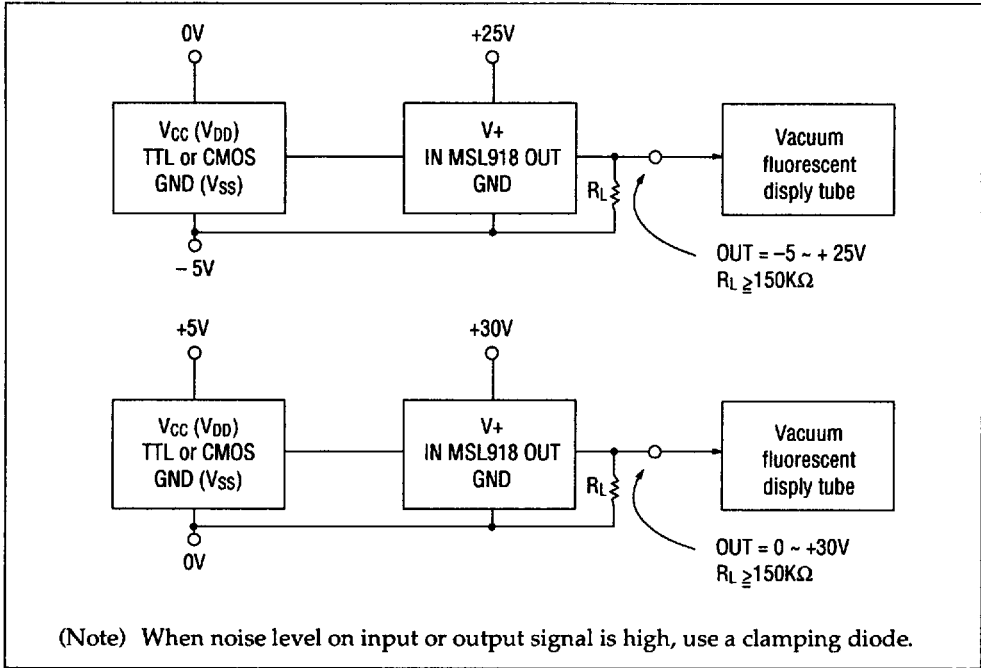 0V
+25V
VCC (VDD)
TTL or CMOS
GND (VSS)
V+
IN MSL918 OUT
GND
RL
Vacuum
fluorescent
disply tube
– 5V
OUT = –5 ~ + 25V
RL ≧150KΩ
+5V
+30V
VCC (VDD)
TTL or CMOS
GND (VSS)
V+
IN MSL918 OUT
GND
RL
Vacuum
fluorescent
disply tube
0V
OUT = 0 ~ +30V
RL ≧150KΩ
(Note) When noise level on input or output signal is high, use a clamping diode.